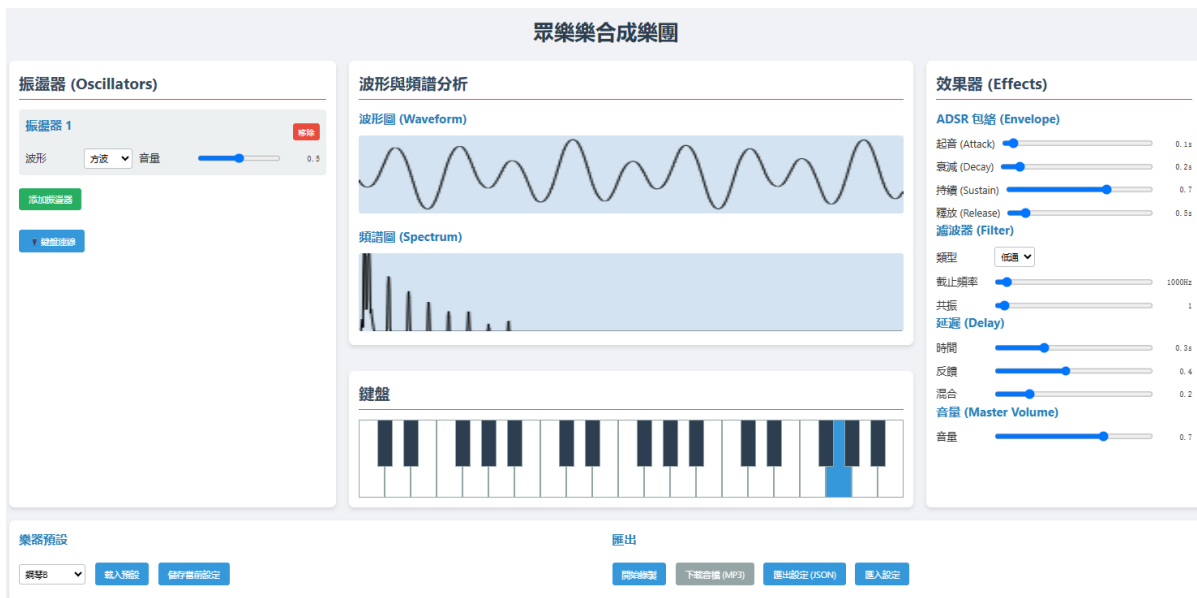 眾樂樂合成樂團
振盪器 (Oscillators)
振盪器 1
移除
波形
方波
音量
0.5
添加振盪器
鍵盤連線
波形與頻譜分析
波形圖 (Waveform)
頻譜圖 (Spectrum)
鍵盤
效果器 (Effects)
ADSR 包絡 (Envelope)
起音 (Attack) 0.1s
衰減 (Decay) 0.2s
持續 (Sustain) 0.7
釋放 (Release) 0.5s
濾波器 (Filter)
類型 低通
截止頻率 1000Hz
共振 1
延遲 (Delay)
時間 0.3s
反饋 0.4
混合 0.2
音量 (Master Volume)
音量 0.7
樂器預設
鋼琴B
載入預設
儲存當前設定
匯出
開始錄製
下載音檔 (MP3)
匯出設定 (JSON)
匯入設定